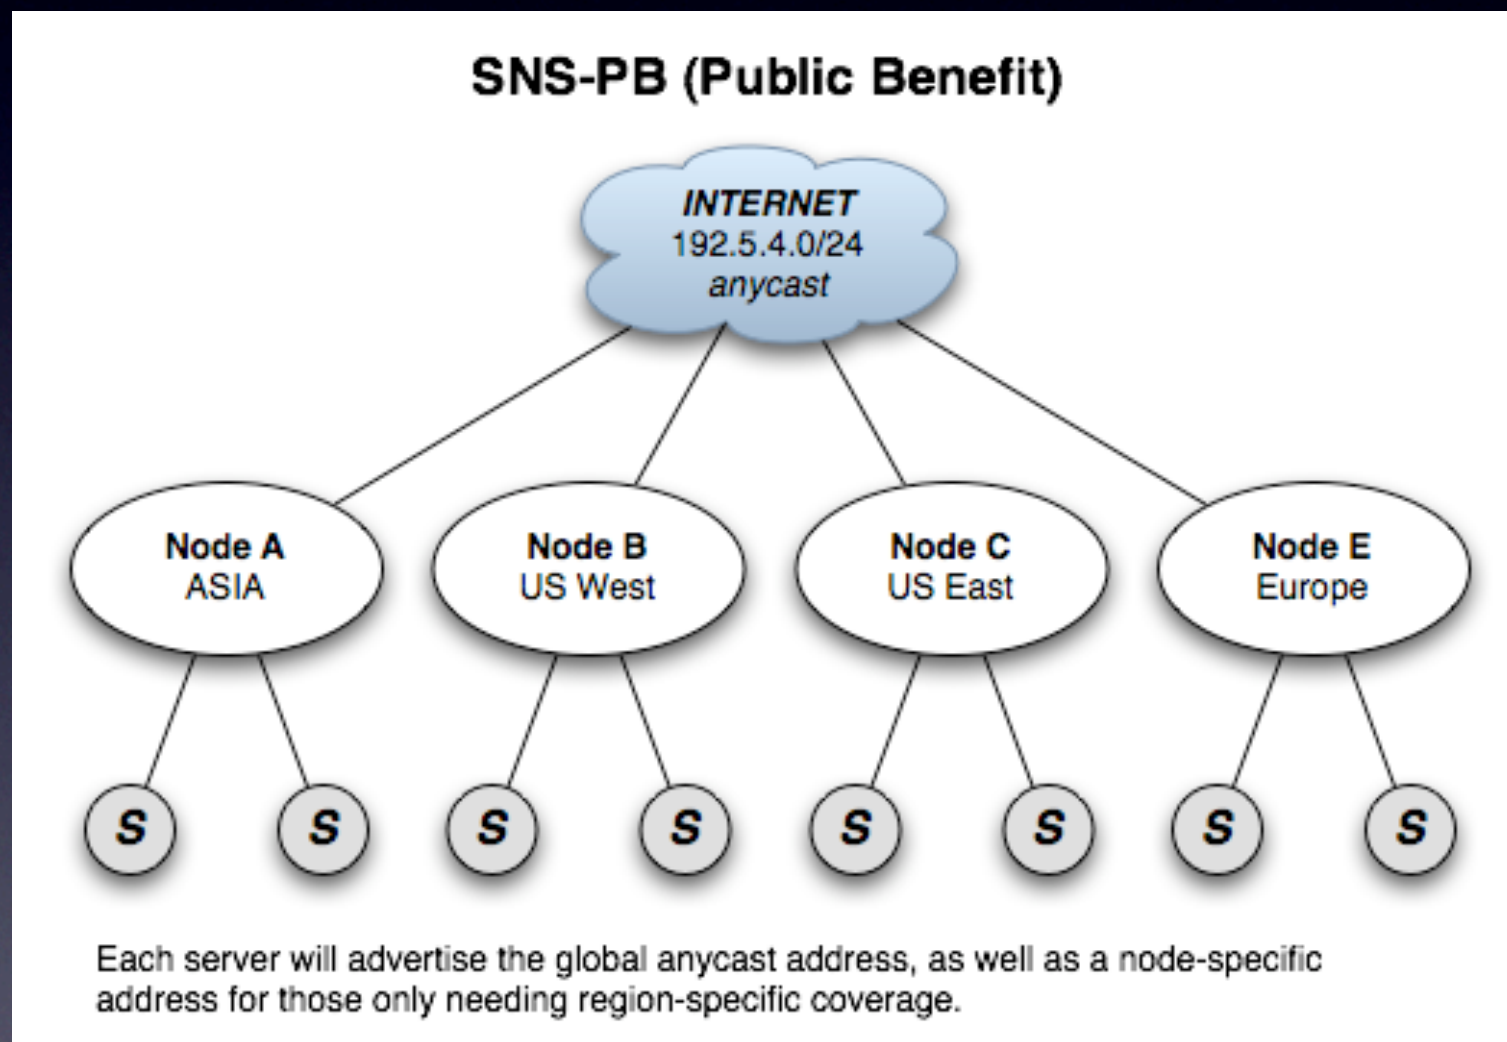 SNS-PB (Public Benefit)
INTERNET
192.5.4.0/24
anycast
Node A
ASIA
Node B
US West
Node C
US East
Node E
Europe
S
S
S
S
S
S
S
S
Each server will advertise the global anycast address, as well as a node-specific
address for those only needing region-specific coverage.